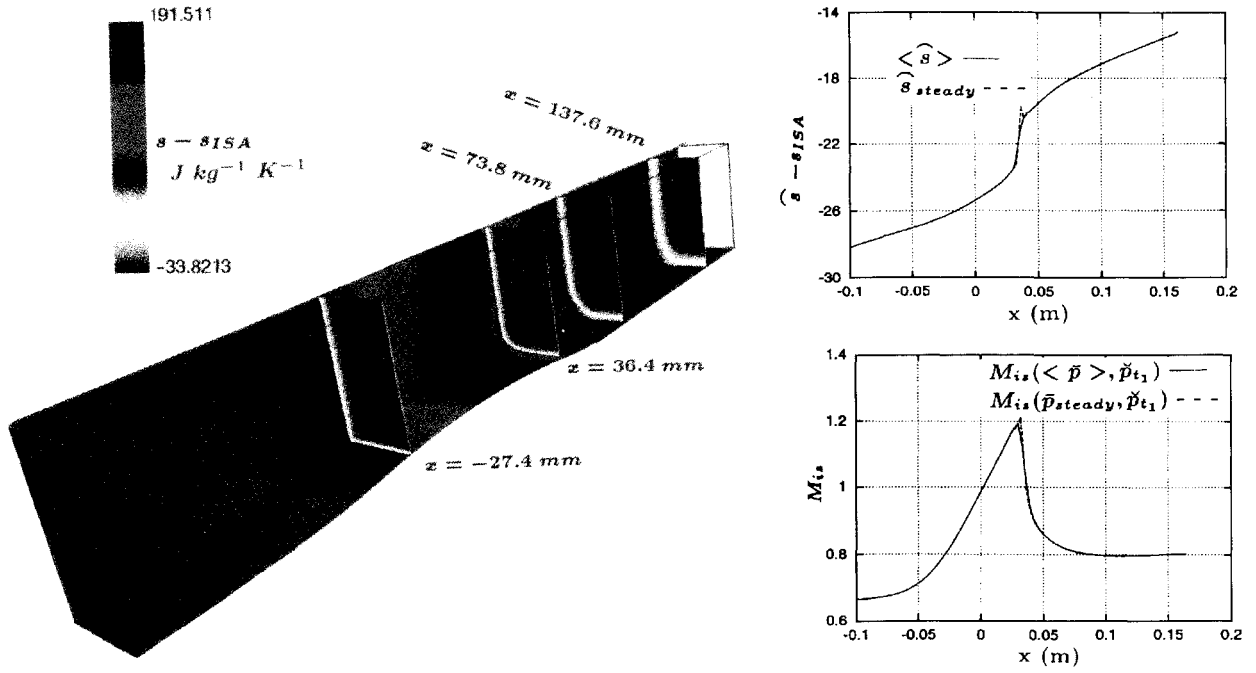 191.511
s − s_ISA
J kg^−1 K^−1
−33.8213
x = 137.6 mm
x = 73.8 mm
x = 36.4 mm
x = −27.4 mm
-14
-18
-22
-26
-30
< ŝ >
ŝ_steady
ŝ − s_ISA
-0.1 -0.05 0 0.05 0.1 0.15 0.2
x (m)
1.4
1.2
1
0.8
0.6
M_is(< p̄ >, p̆_t1)
M_is(p̄_steady, p̆_t1)
M_is
-0.1 -0.05 0 0.05 0.1 0.15 0.2
x (m)